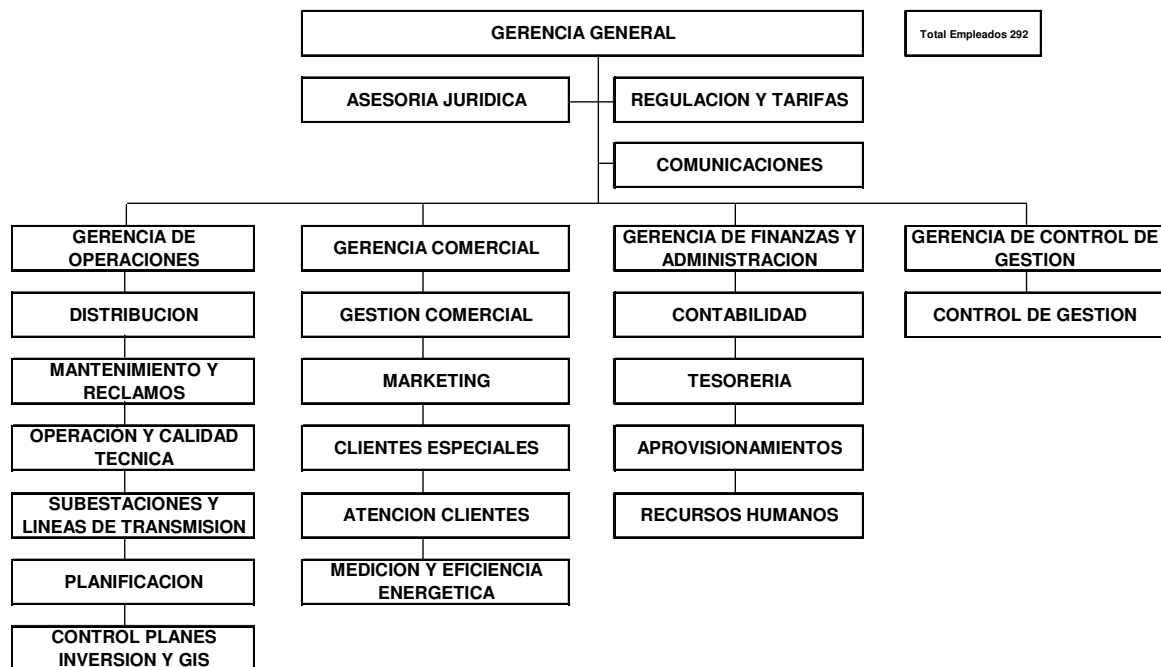 GERENCIA GENERAL
Total Empleados 292
ASESORIA JURIDICA
REGULACION Y TARIFAS
COMUNICACIONES
GERENCIA DE
OPERACIONES
GERENCIA COMERCIAL
GERENCIA DE FINANZAS Y
ADMINISTRACION
GERENCIA DE CONTROL DE
GESTION
DISTRIBUCION
GESTION COMERCIAL
CONTABILIDAD
CONTROL DE GESTION
MANTENIMIENTO Y
RECLAMOS
MARKETING
TESORERIA
OPERACIÓN Y CALIDAD
TECNICA
CLIENTES ESPECIALES
APROVISIONAMIENTOS
SUBESTACIONES Y
LINEAS DE TRANSMISION
ATENCION CLIENTES
RECURSOS HUMANOS
PLANIFICACION
MEDICION Y EFICIENCIA
ENERGETICA
CONTROL PLANES
INVERSION Y GIS